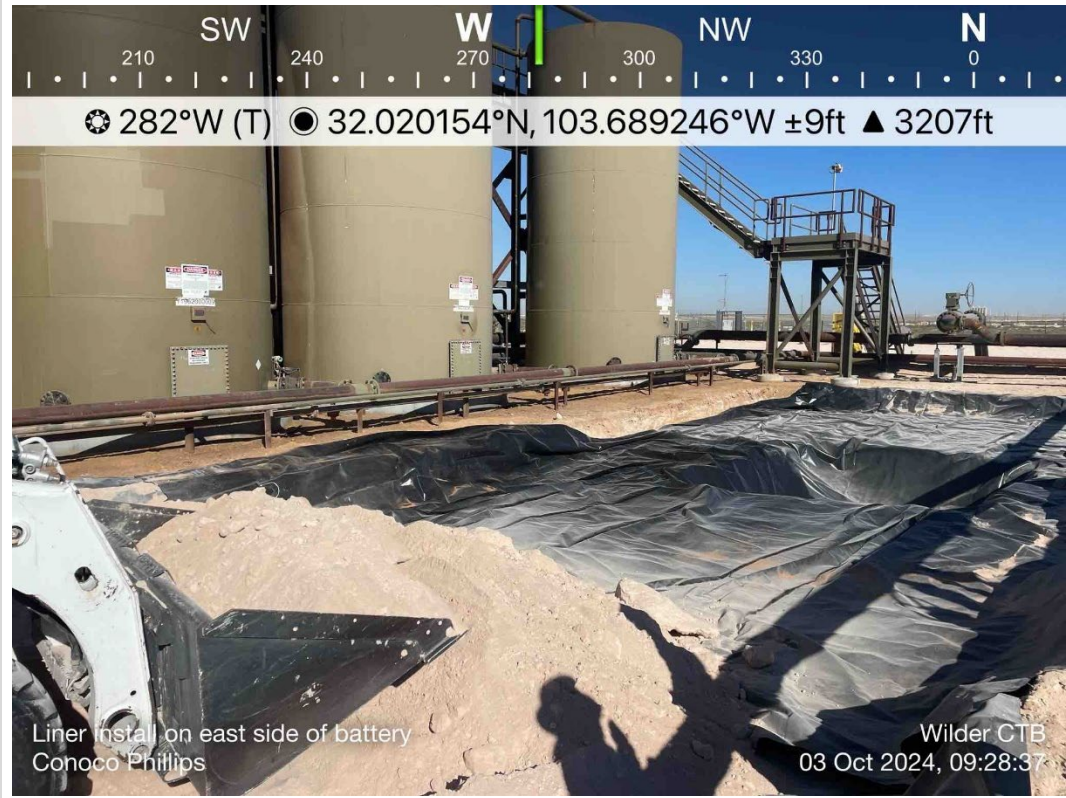 SW W NW N
210 240 270 300 330 0
282°W (T) 32.020154°N, 103.689246°W ±9ft ▲ 3207ft
DANGER
Liner install on east side of battery
Conoco Phillips
Wilder CTB
03 Oct 2024, 09:28:37